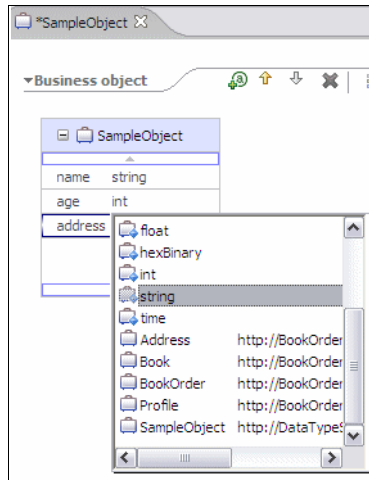 *SampleObject
Business object
SampleObject
name string
age int
address
float
hexBinary
int
string
time
Address http://BookOrder
Book http://BookOrder
BookOrder http://BookOrder
Profile http://BookOrder
SampleObject http://DataTypeS